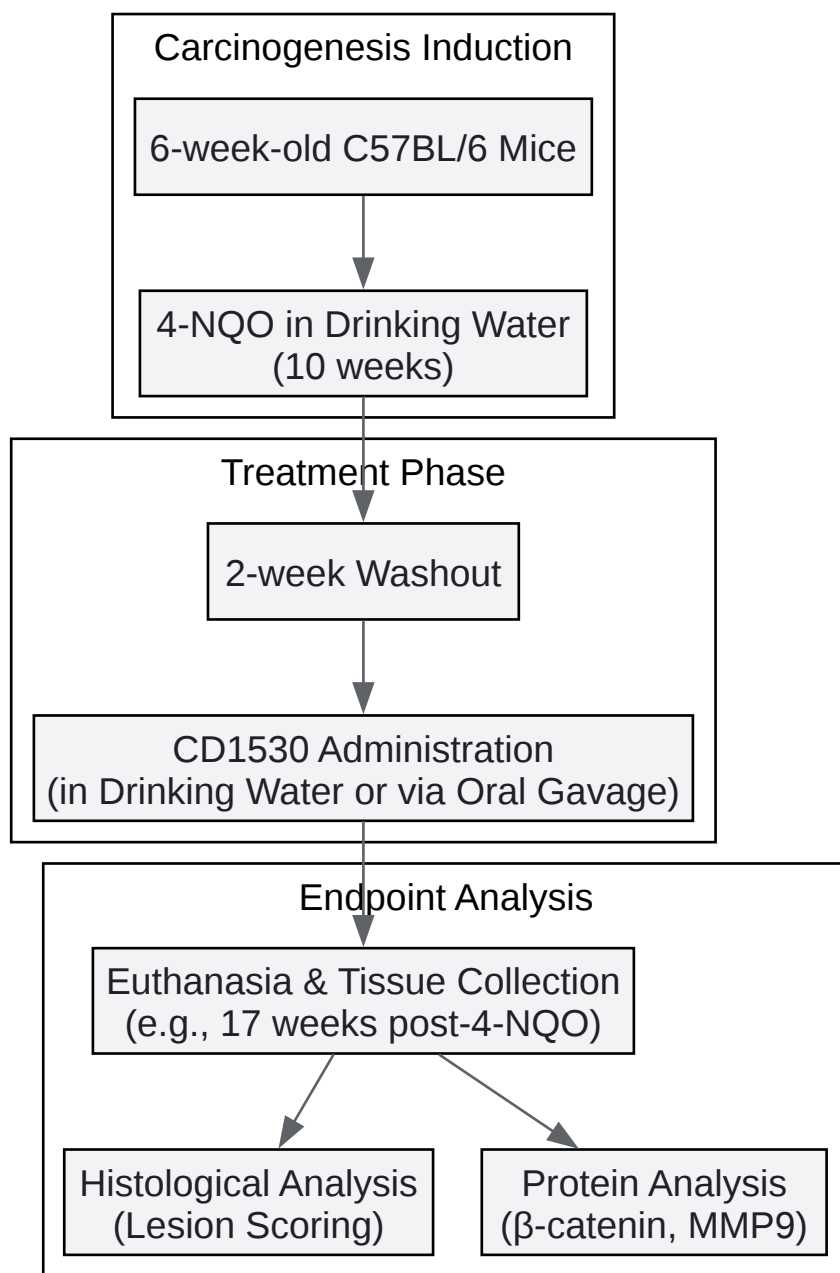 Carcinogenesis Induction
6-week-old C57BL/6 Mice
4-NQO in Drinking Water
(10 weeks)
Treatment Phase
2-week Washout
CD1530 Administration
(in Drinking Water or via Oral Gavage)
Endpoint Analysis
Euthanasia & Tissue Collection
(e.g., 17 weeks post-4-NQO)
Histological Analysis
(Lesion Scoring)
Protein Analysis
(β-catenin, MMP9)